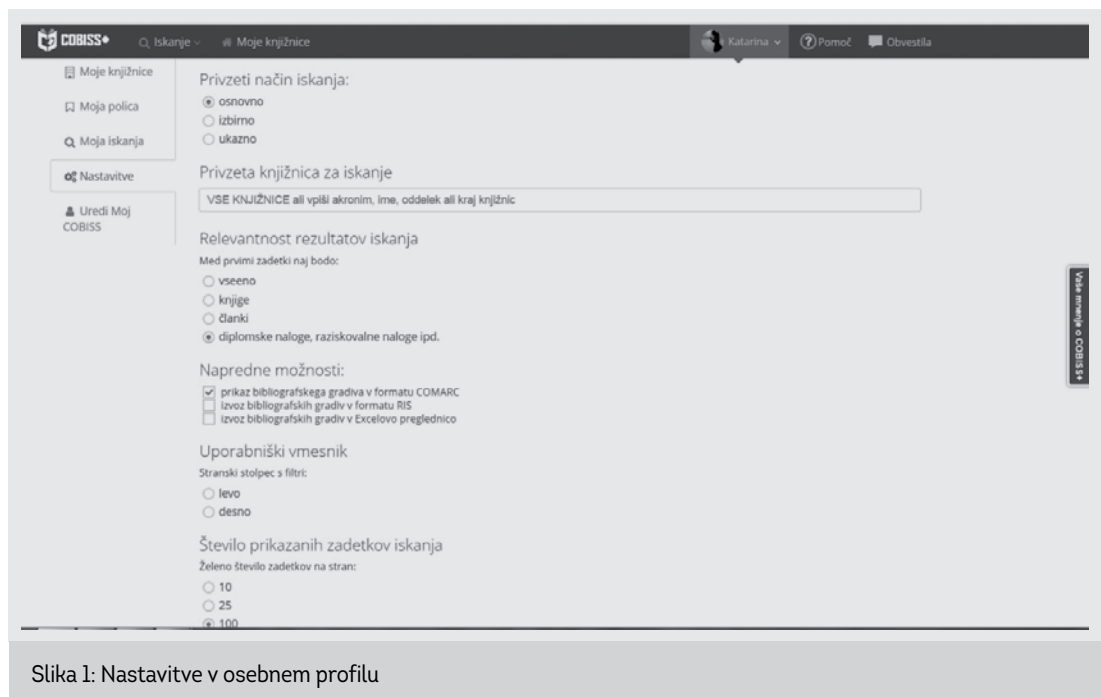 COBISS+ Iskanje Moje knjižnice Katarina Pomoč Obvestila
Moje knjižnice
Moja polica
Moja iskanja
Nastavitve
Uredi Moj
COBISS
Privzeti način iskanja:
osnovno
izbirno
ukazno
Privzeta knjižnica za iskanje
VSE KNJIŽNICE ali vpiši akronim, ime, oddelek ali kraj knjižnic
Relevantnost rezultatov iskanja
Med prvimi zadetki naj bodo:
vseeno
knjige
članki
diplomske naloge, raziskovalne naloge ipd.
Napredne možnosti:
prikaz bibliografskega gradiva v formatu COMARC
izvoz bibliografskih gradiv v formatu RIS
izvoz bibliografskih gradiv v Excelovo preglednico
Uporabniški vmesnik
Stranski stolpec s filtri:
levo
desno
Število prikazanih zadetkov iskanja
Želeno število zadetkov na stran:
10
25
100
Vaše mnenje o COBISS+
Slika 1: Nastavitve v osebnem profilu